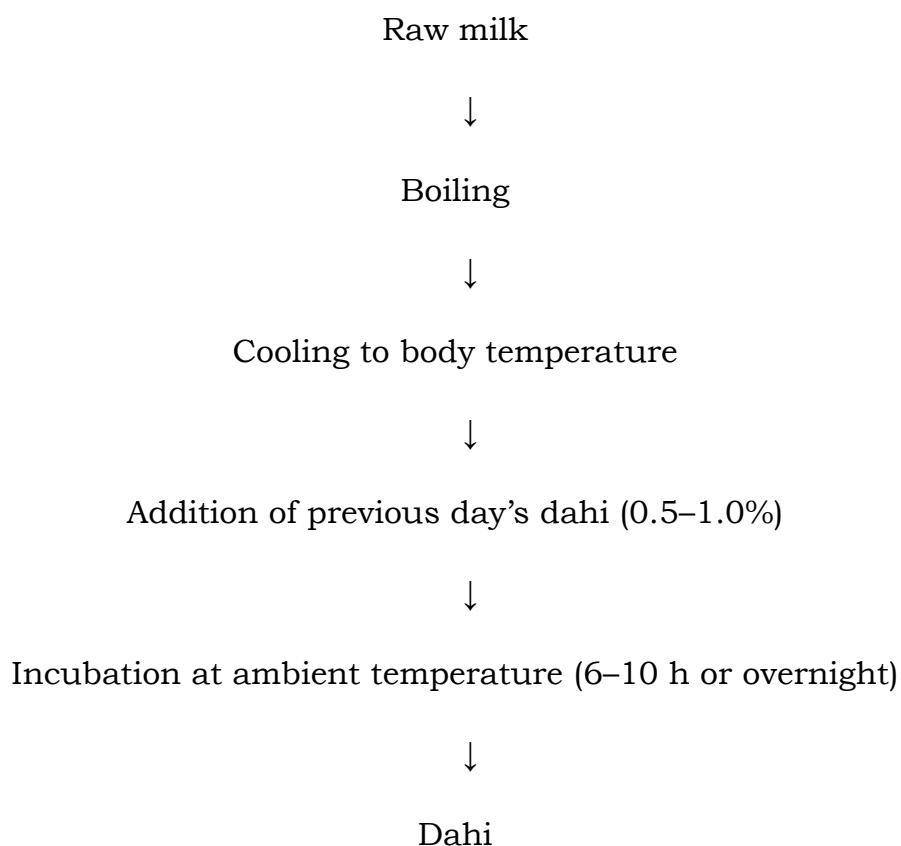 Raw milk
↓
Boiling
↓
Cooling to body temperature
↓
Addition of previous day’s dahi (0.5–1.0%)
↓
Incubation at ambient temperature (6–10 h or overnight)
↓
Dahi